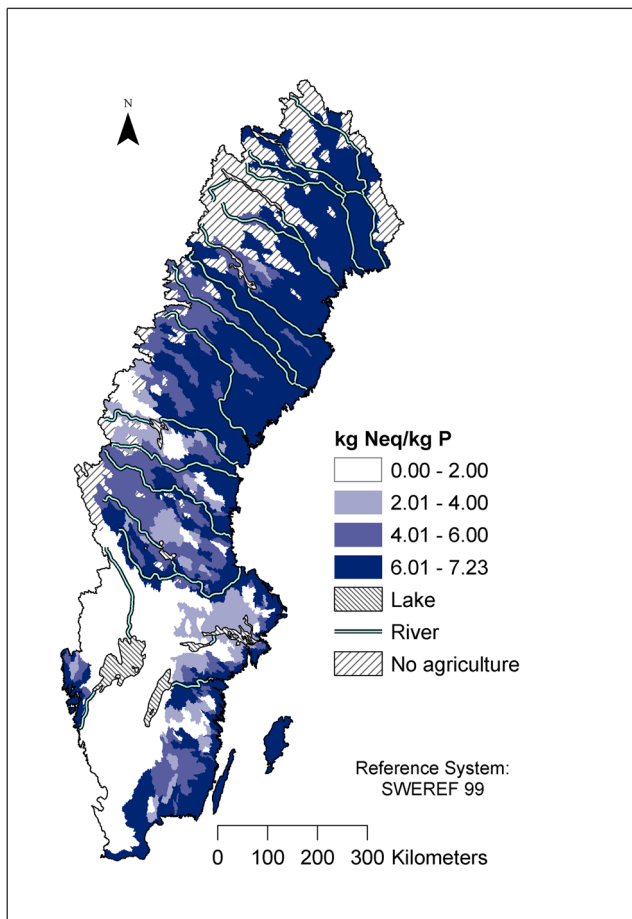 N
kg Neq/kg P
0.00 - 2.00
2.01 - 4.00
4.01 - 6.00
6.01 - 7.23
Lake
River
No agriculture
Reference System:
SWEREF 99
0 100 200 300 Kilometers